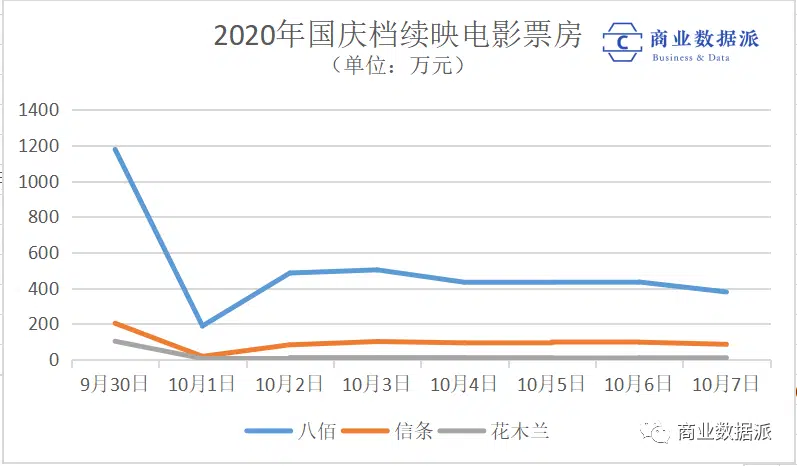 2020年国庆档续映电影票房
(单位：万元)
商业数据派
Business & Data
1400
1200
1000
800
600
400
200
0
9月30日 10月1日 10月2日 10月3日 10月4日 10月5日 10月6日 10月7日
八佰 信条 花木兰
商业数据派